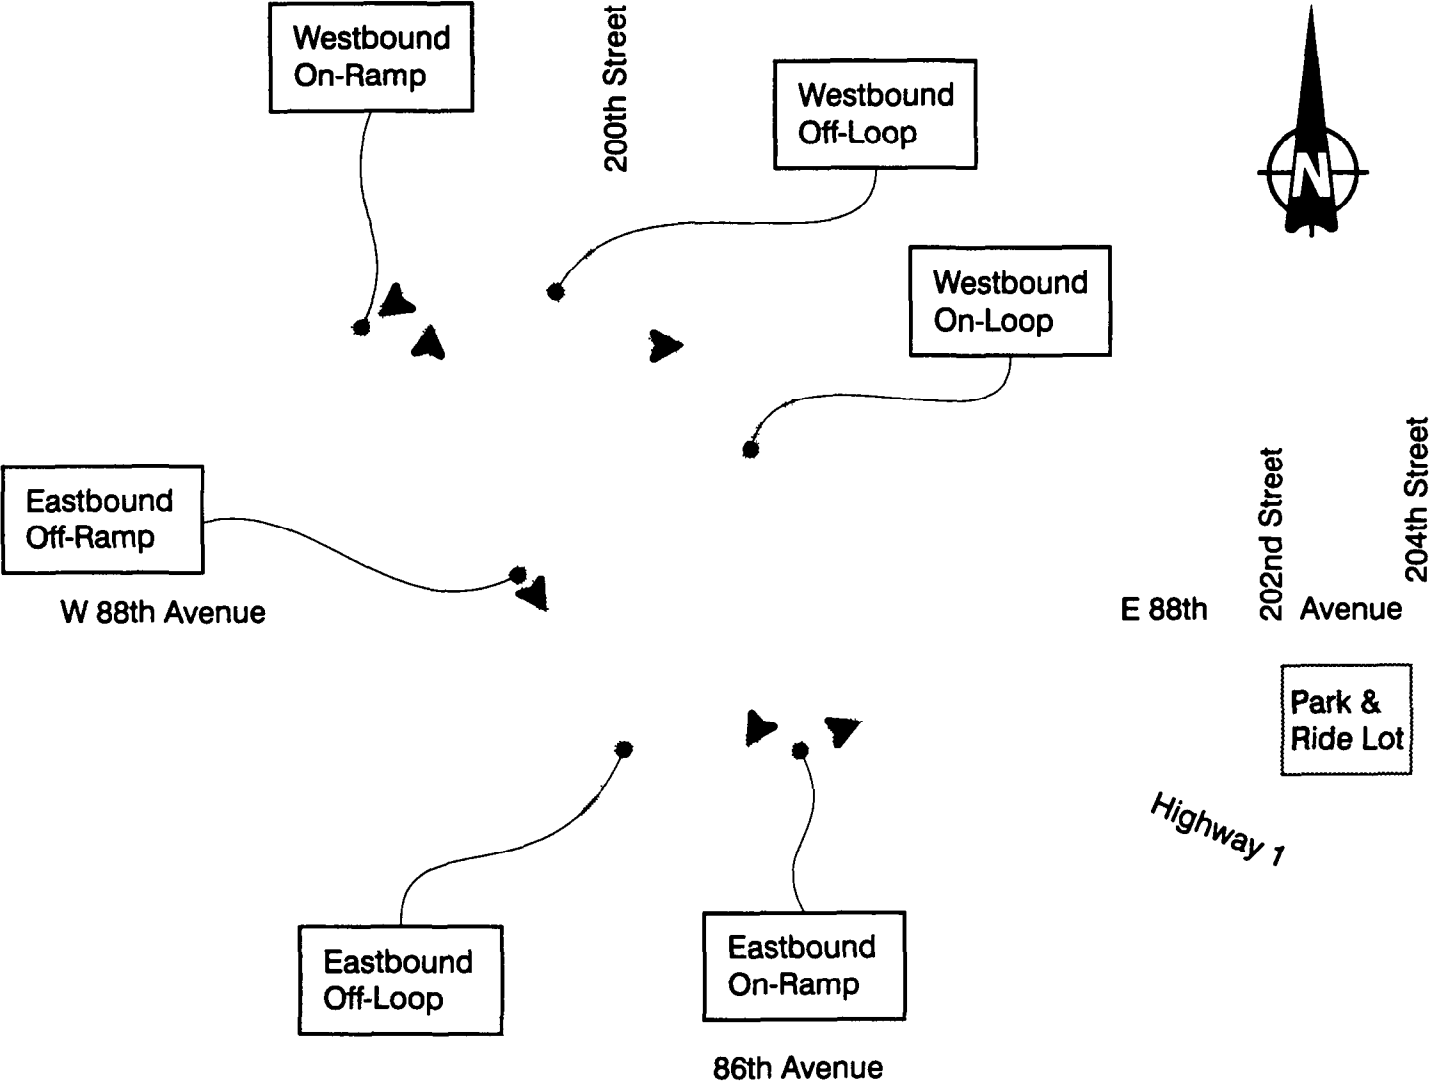 Westbound
On-Ramp
200th Street
Westbound
Off-Loop
N
Westbound
On-Loop
Eastbound
Off-Ramp
W 88th Avenue
202nd Street
204th Street
E 88th Avenue
Park &
Ride Lot
Highway 1
Eastbound
Off-Loop
Eastbound
On-Ramp
86th Avenue